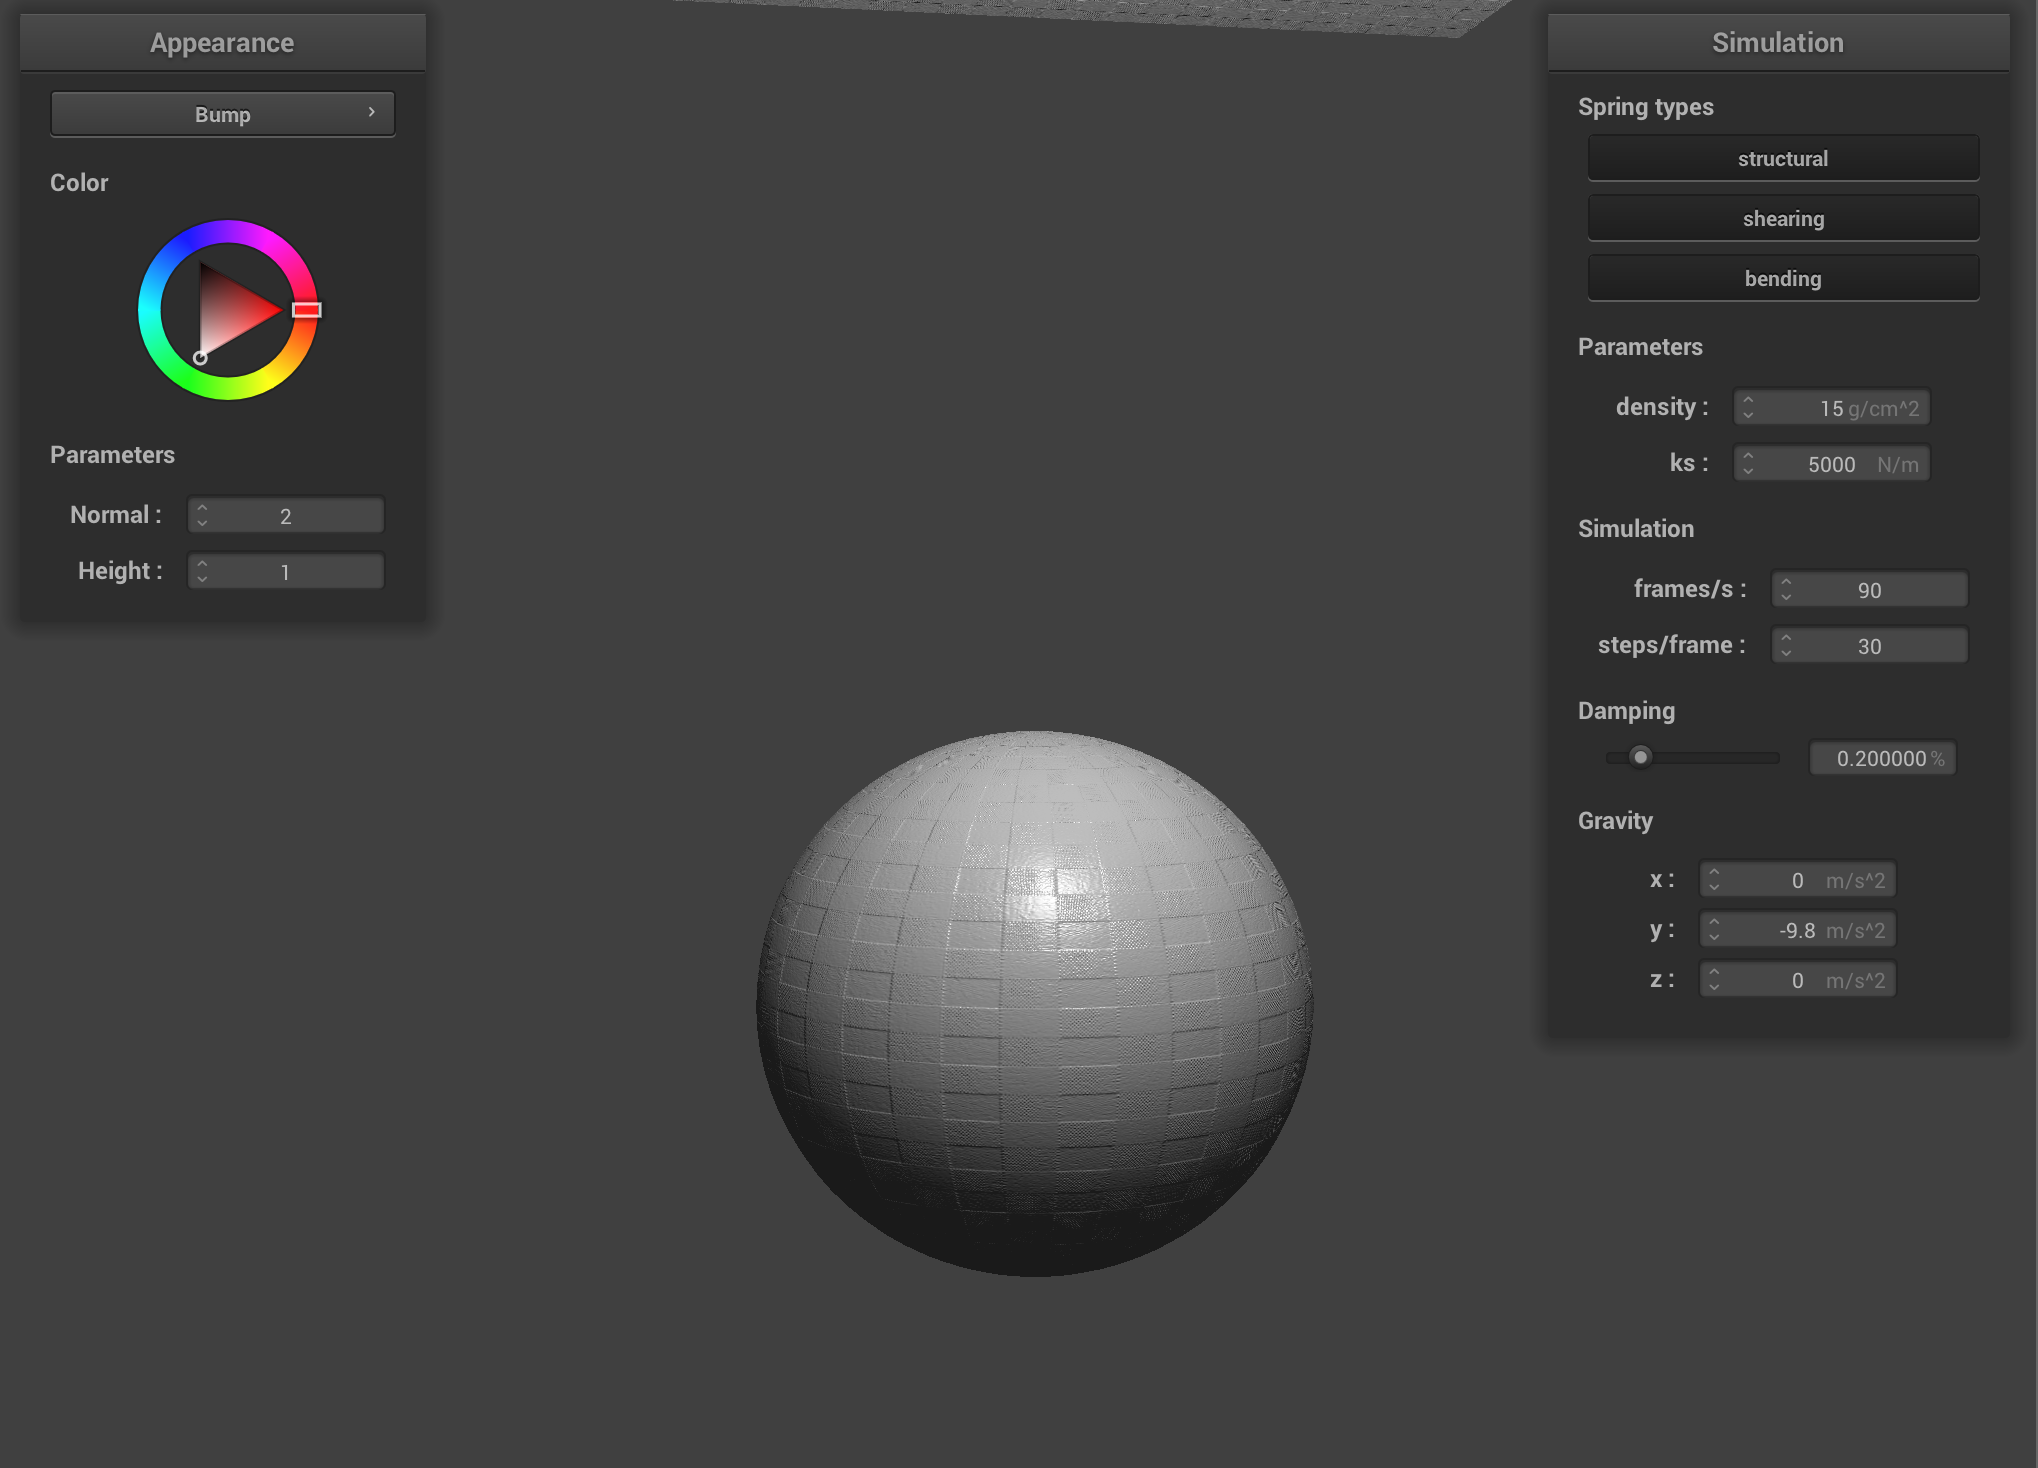 Appearance
Bump
Color
Parameters
Normal : 2
Height : 1
Simulation
Spring types
structural
shearing
bending
Parameters
density : 15 g/cm^2
ks : 5000 N/m
Simulation
frames/s : 90
steps/frame : 30
Damping
0.200000 %
Gravity
x : 0 m/s^2
y : -9.8 m/s^2
z : 0 m/s^2